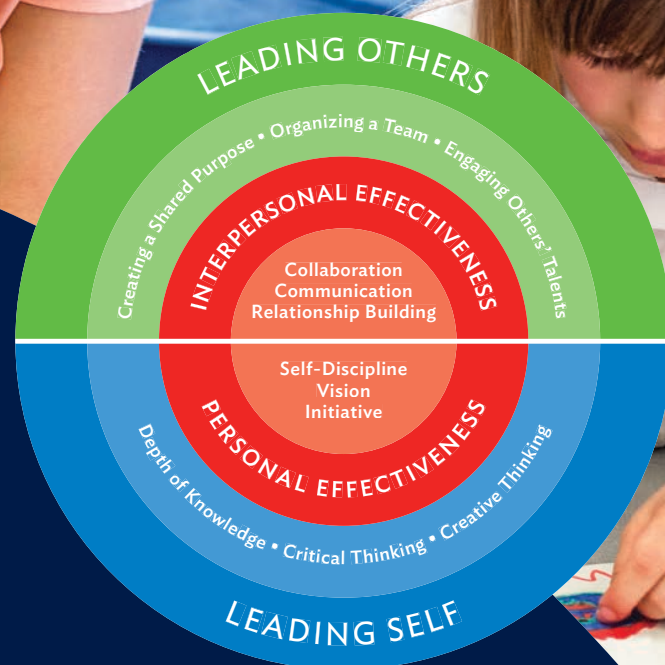 LEADING OTHERS
Creating a Shared Purpose • Organizing a Team • Engaging Others' Talents
INTERPERSONAL EFFECTIVENESS
Collaboration
Communication
Relationship Building
Self-Discipline
Vision
Initiative
PERSONAL EFFECTIVENESS
Depth of Knowledge • Critical Thinking • Creative Thinking
LEADING SELF